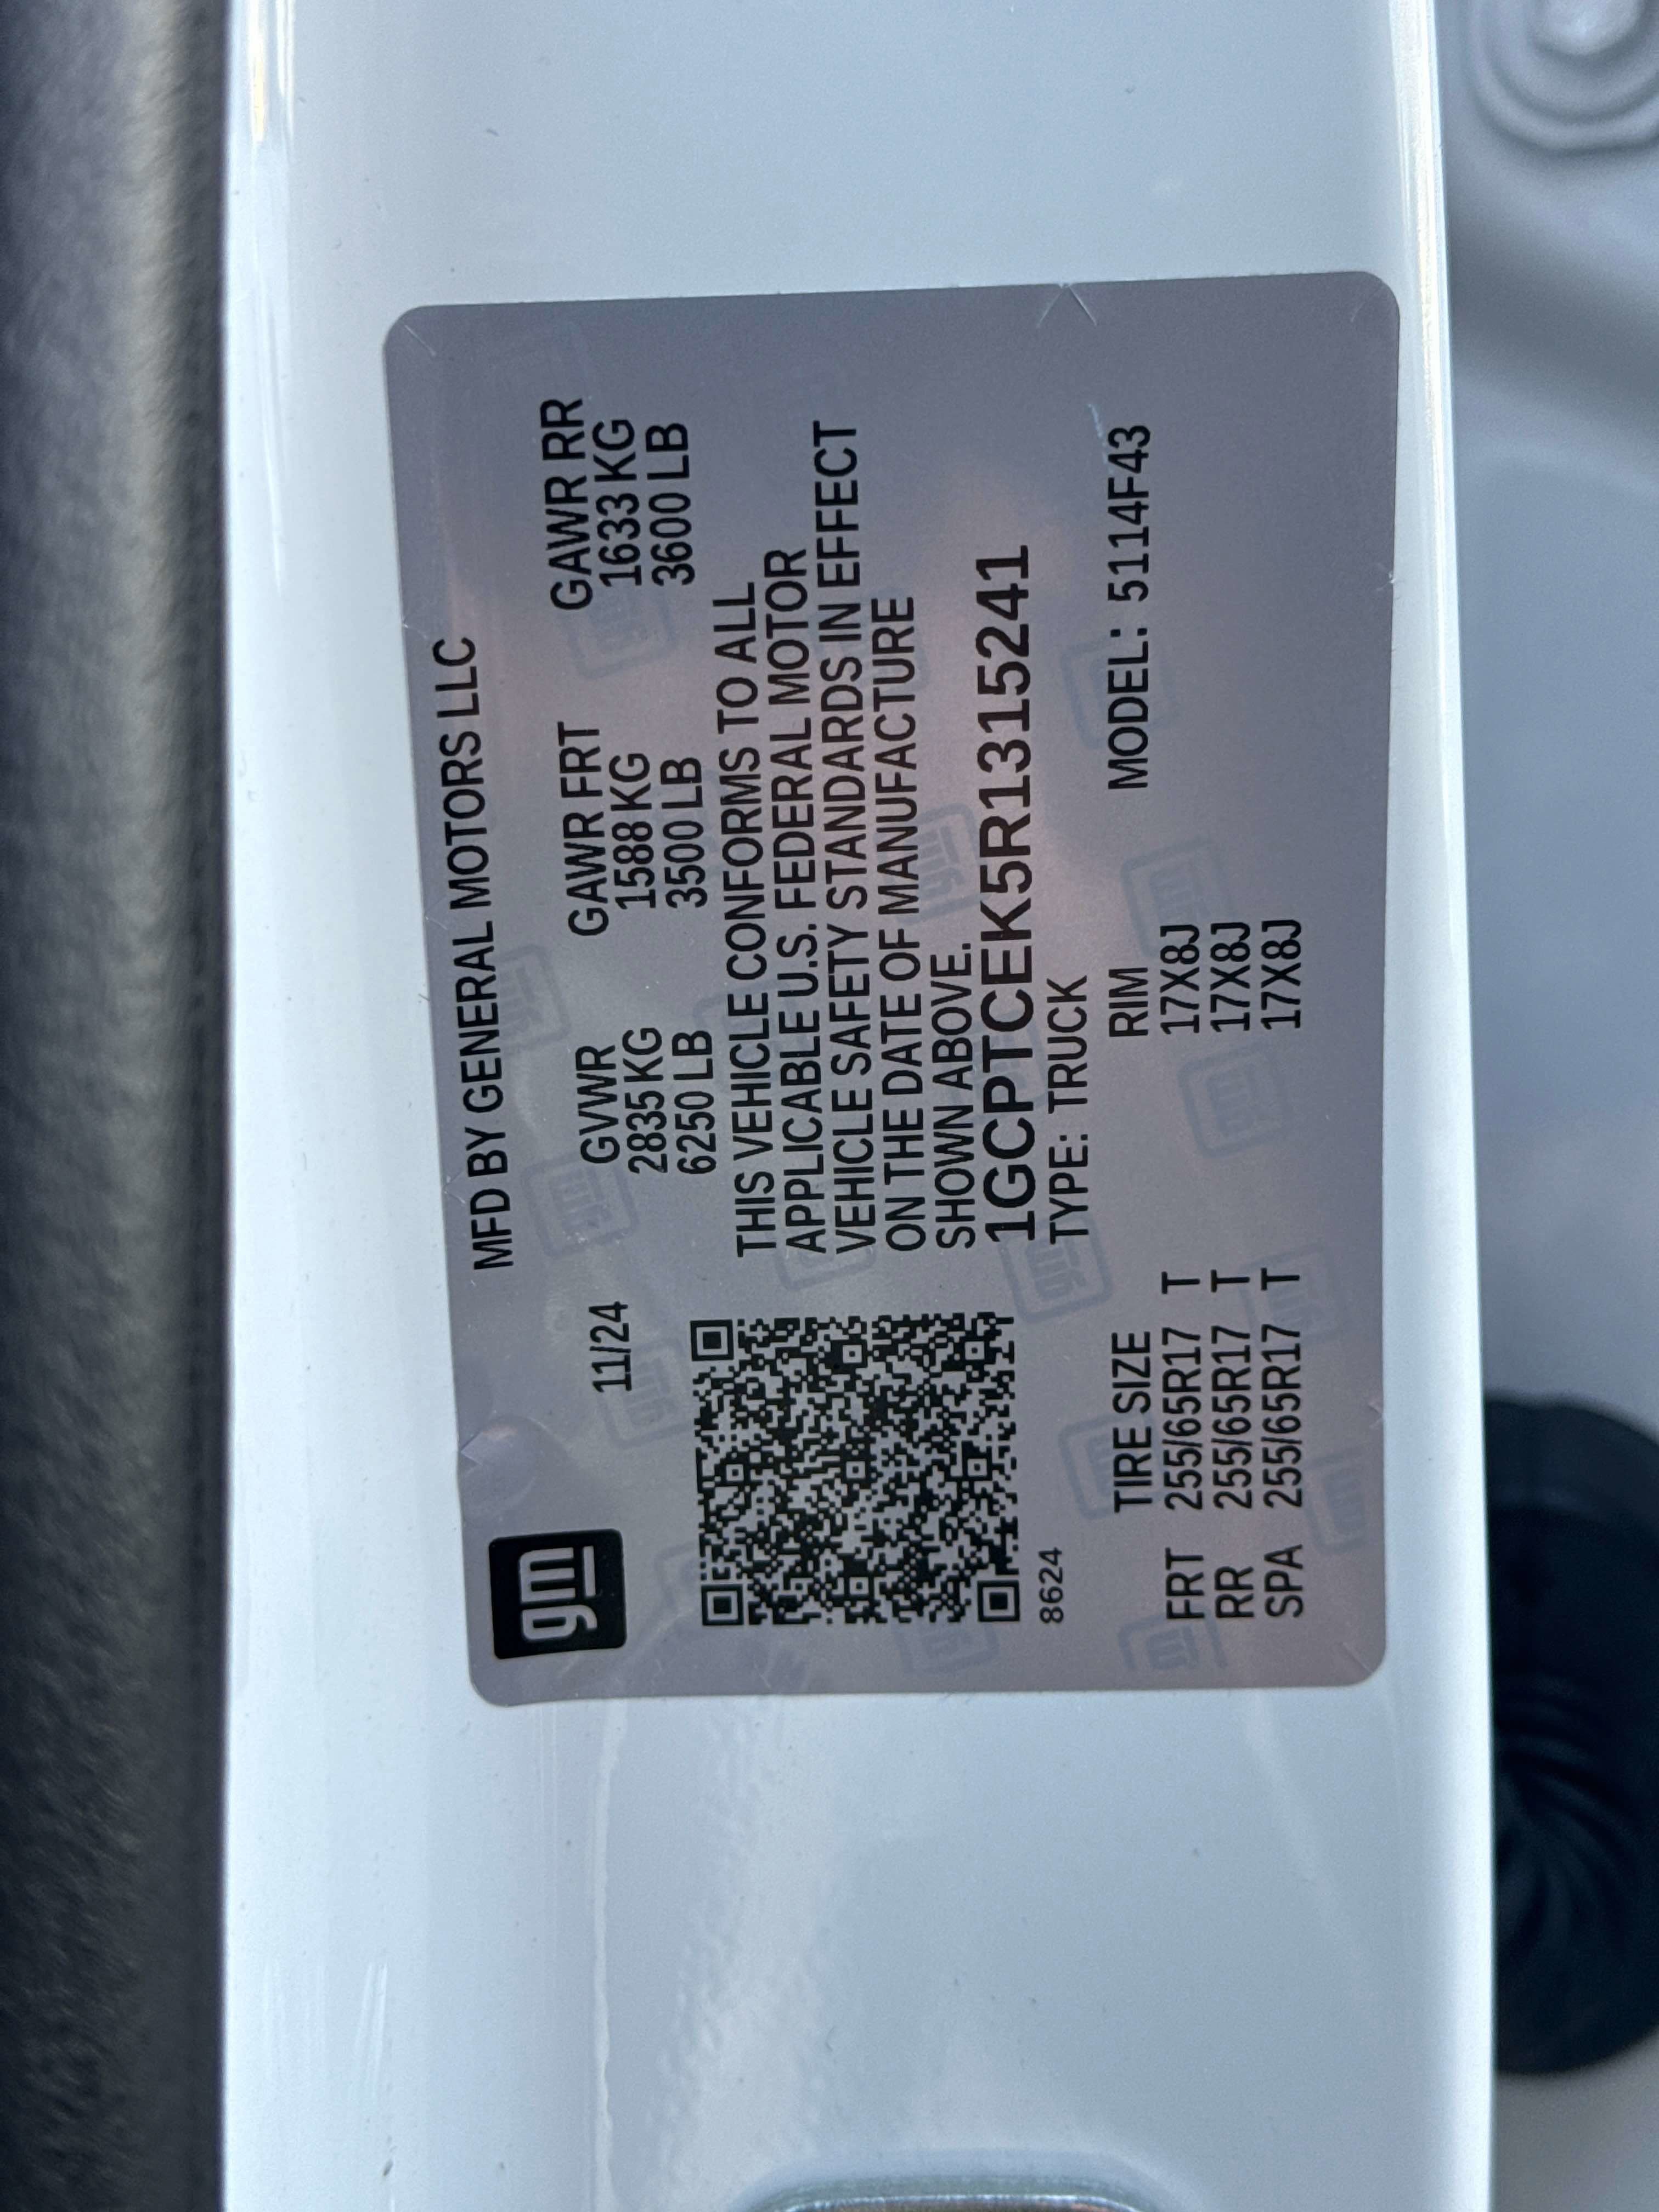 gm
MFD BY GENERAL MOTORS LLC
11/24
GVWR GAWR FRT GAWR RR
2835 KG 1588 KG 1633 KG
6250 LB 3500 LB 3600 LB
THIS VEHICLE CONFORMS TO ALL
APPLICABLE U.S. FEDERAL MOTOR
VEHICLE SAFETY STANDARDS IN EFFECT
ON THE DATE OF MANUFACTURE
SHOWN ABOVE.
1GCPTCEK5R1315241
8624 TYPE: TRUCK
TIRE SIZE RIM MODEL: 5114F43
FRT 255/65R17 T 17X8J
RR 255/65R17 T 17X8J
SPA 255/65R17 T 17X8J